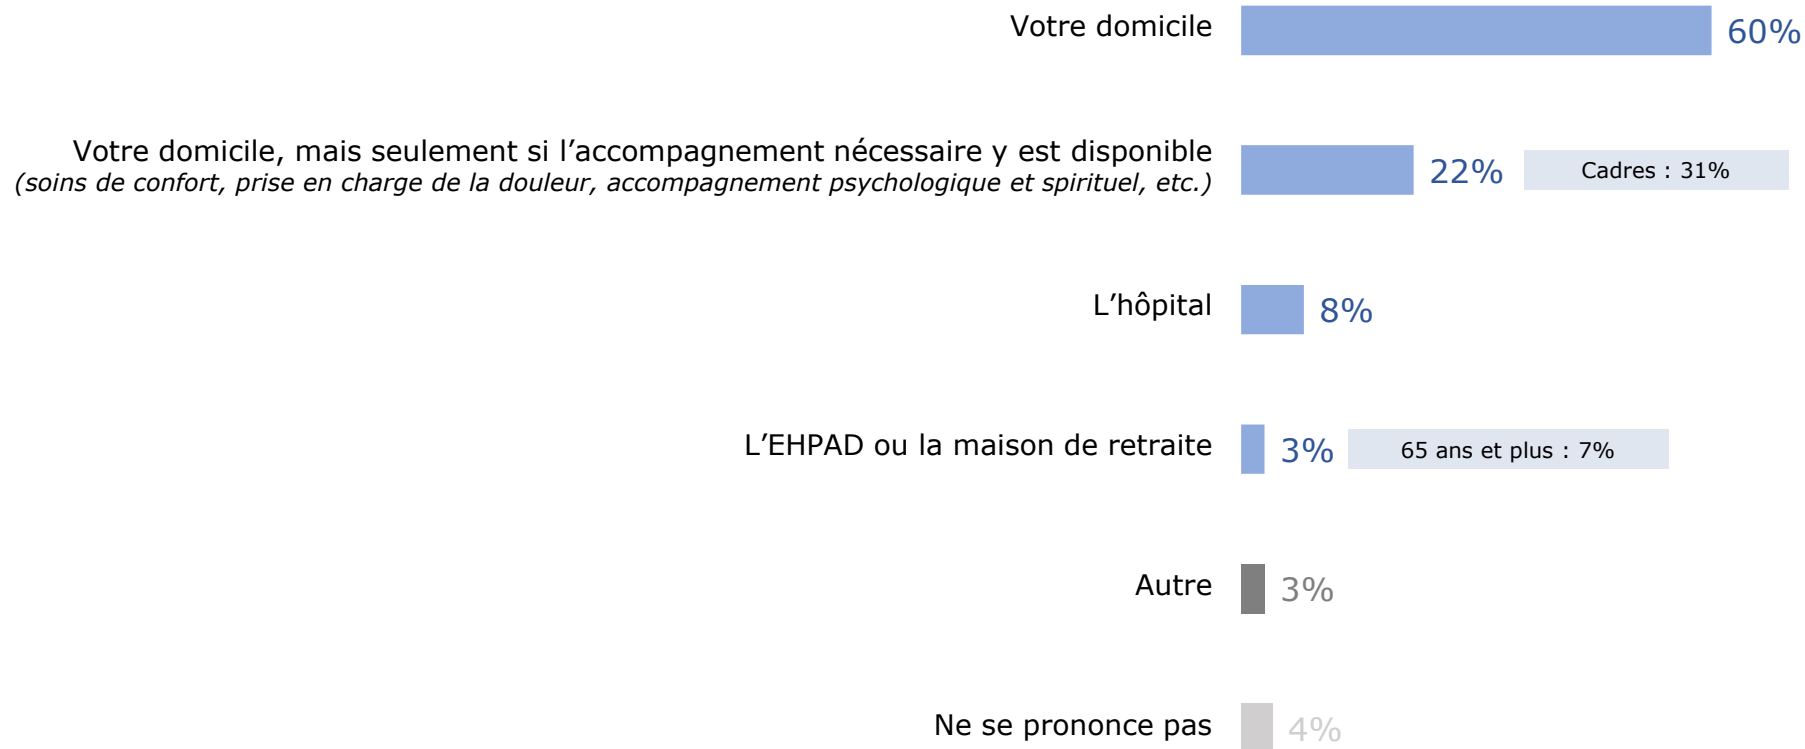 Votre domicile 60%
Votre domicile, mais seulement si l’accompagnement nécessaire y est disponible
(soins de confort, prise en charge de la douleur, accompagnement psychologique et spirituel, etc.) 22% Cadres : 31%
L’hôpital 8%
L’EHPAD ou la maison de retraite 3% 65 ans et plus : 7%
Autre 3%
Ne se prononce pas 4%